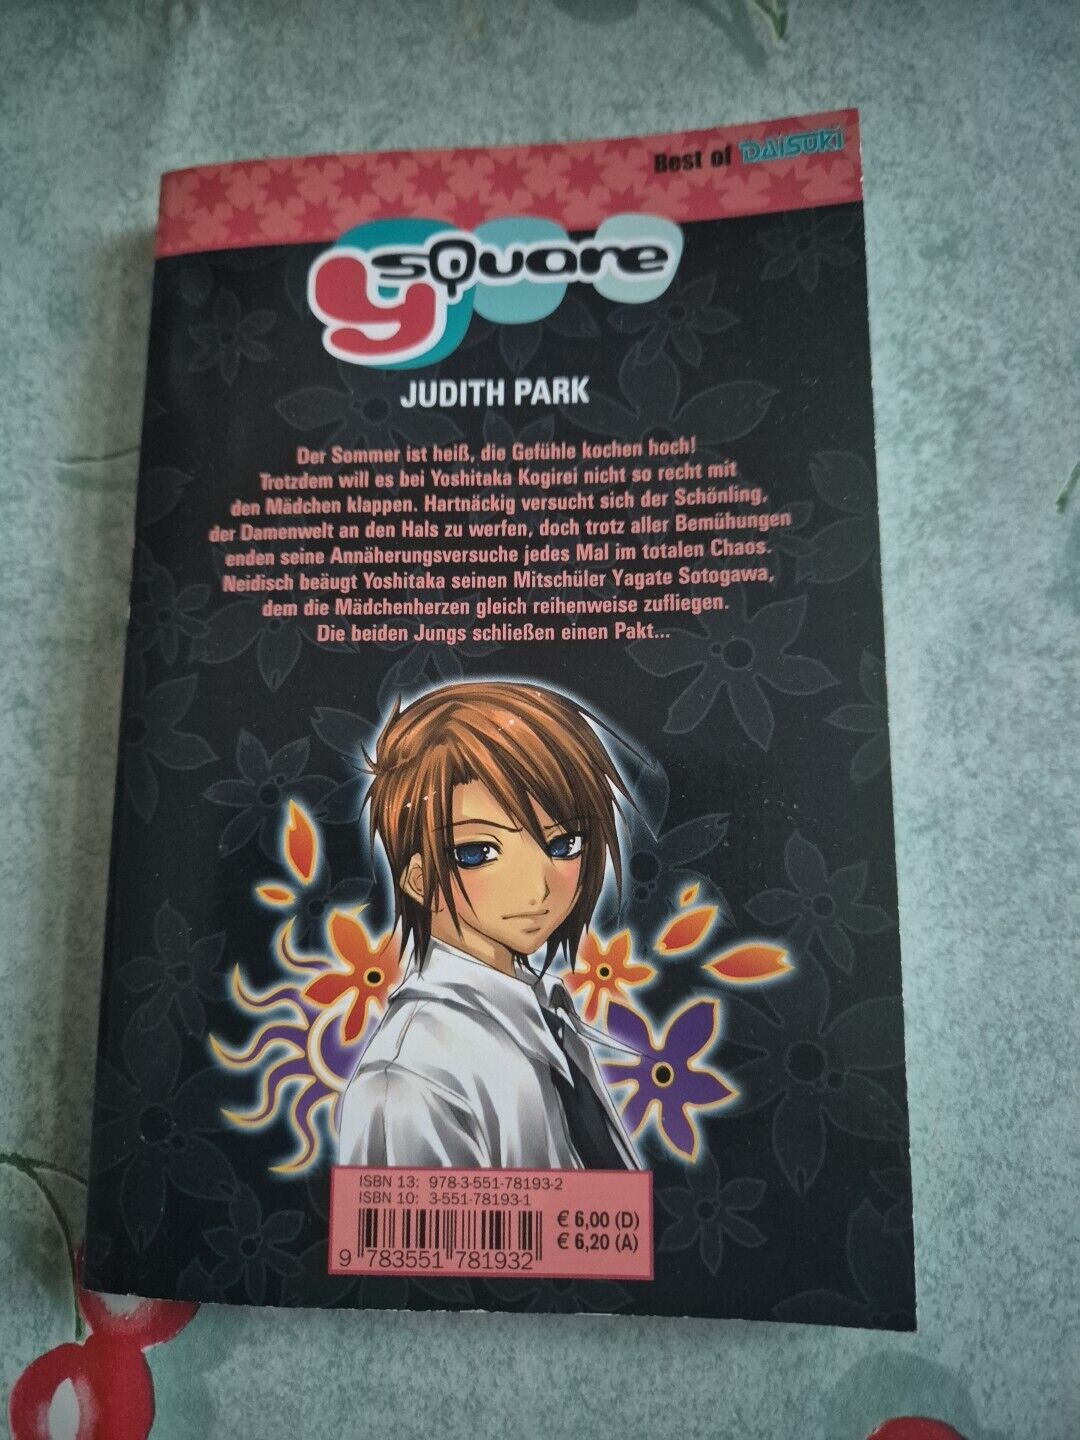 Best of DAISUKI
y sQuare
JUDITH PARK
Der Sommer ist heiß, die Gefühle kochen hoch!
Trotzdem will es bei Yoshitaka Kogirei nicht so recht mit
den Mädchen klappen. Hartnäckig versucht sich der Schönling,
der Damenwelt an den Hals zu werfen, doch trotz aller Bemühungen
enden seine Annäherungsversuche jedes Mal im totalen Chaos.
Neidisch beäugt Yoshitaka seinen Mitschüler Yagate Sotogawa,
dem die Mädchenherzen gleich reihenweise zufliegen.
Die beiden Jungs schließen einen Pakt...
ISBN 13: 978-3-551-78193-2
ISBN 10: 3-551-78193-1
€ 6,00 (D)
€ 6,20 (A)
9 783551 781932